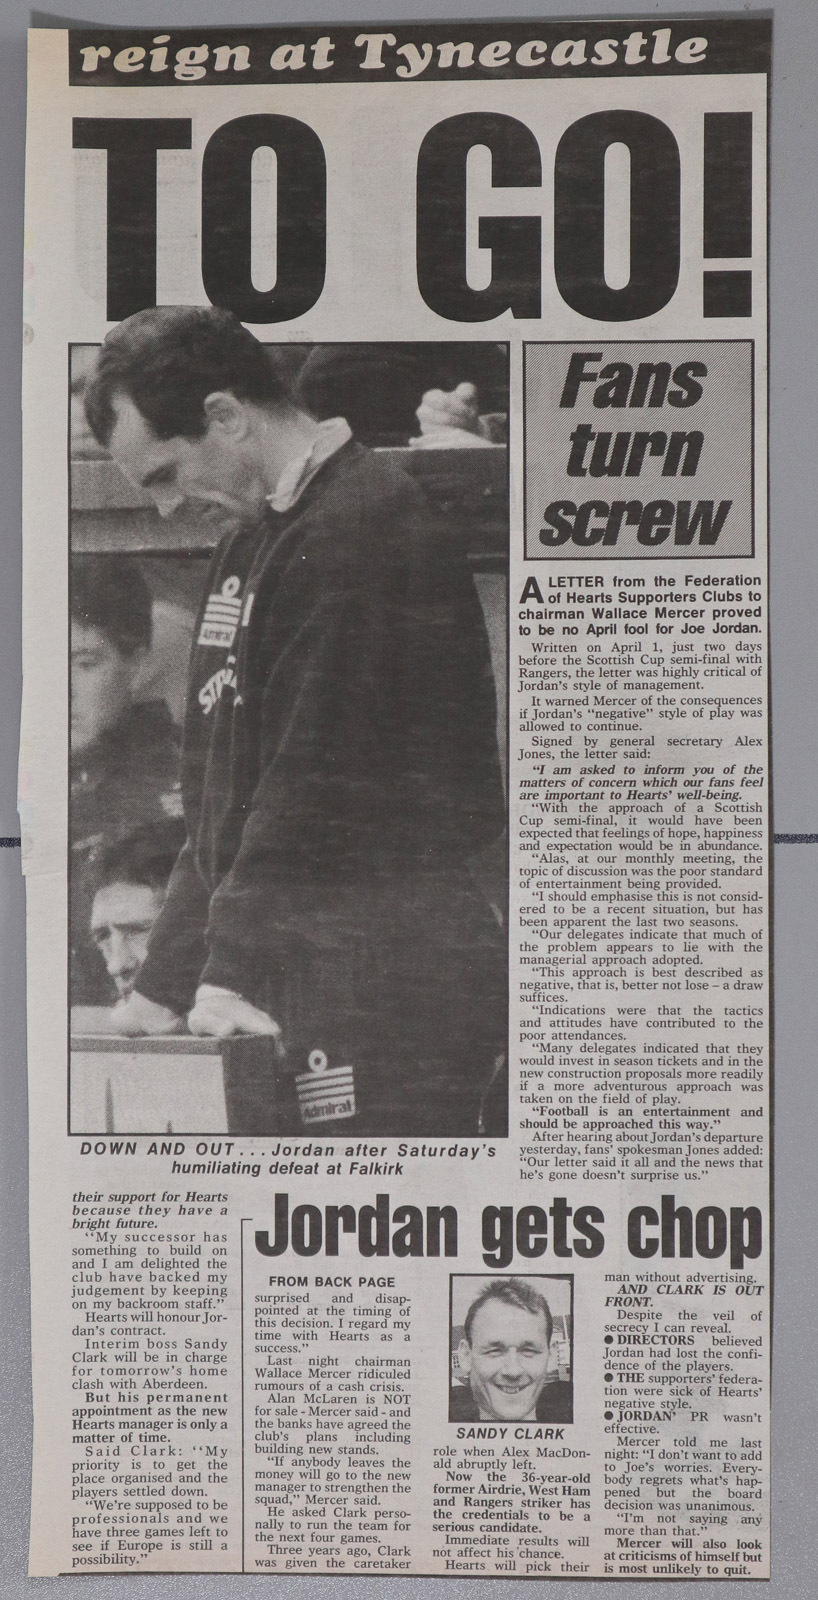 reign at Tynecastle
TO GO!
Admiral
STR
Admiral
DOWN AND OUT . . . Jordan after Saturday's
humiliating defeat at Falkirk
Fans
turn
screw
A LETTER from the Federation
of Hearts Supporters Clubs to
chairman Wallace Mercer proved
to be no April fool for Joe Jordan.
Written on April 1, just two days
before the Scottish Cup semi-final with
Rangers, the letter was highly critical of
Jordan's style of management.
It warned Mercer of the consequences
if Jordan's "negative" style of play was
allowed to continue.
Signed by general secretary Alex
Jones, the letter said:
"I am asked to inform you of the
matters of concern which our fans feel
are important to Hearts' well-being.
"With the approach of a Scottish
Cup semi-final, it would have been
expected that feelings of hope, happiness
and expectation would be in abundance.
"Alas, at our monthly meeting, the
topic of discussion was the poor standard
of entertainment being provided.
"I should emphasise this is not consid-
ered to be a recent situation, but has
been apparent the last two seasons.
"Our delegates indicate that much of
the problem appears to lie with the
managerial approach adopted.
"This approach is best described as
negative, that is, better not lose – a draw
suffices.
"Indications were that the tactics
and attitudes have contributed to the
poor attendances.
"Many delegates indicated that they
would invest in season tickets and in the
new construction proposals more readily
if a more adventurous approach was
taken on the field of play.
"Football is an entertainment and
should be approached this way."
After hearing about Jordan's departure
yesterday, fans' spokesman Jones added:
"Our letter said it all and the news that
he's gone doesn't surprise us."
their support for Hearts
because they have a
bright future.
"My successor has
something to build on
and I am delighted the
club have backed my
judgement by keeping
on my backroom staff."
Hearts will honour Jor-
dan's contract.
Interim boss Sandy
Clark will be in charge
for tomorrow's home
clash with Aberdeen.
But his permanent
appointment as the new
Hearts manager is only a
matter of time.
Said Clark: "My
priority is to get the
place organised and the
players settled down.
"We're supposed to be
professionals and we
have three games left to
see if Europe is still a
possibility."
Jordan gets chop
FROM BACK PAGE
surprised and disap-
pointed at the timing of
this decision. I regard my
time with Hearts as a
success."
Last night chairman
Wallace Mercer ridiculed
rumours of a cash crisis.
Alan McLaren is NOT
for sale - Mercer said - and
the banks have agreed the
club's plans including
building new stands.
"If anybody leaves the
money will go to the new
manager to strengthen the
squad," Mercer said.
He asked Clark perso-
nally to run the team for
the next four games.
Three years ago, Clark
was given the caretaker
SANDY CLARK
role when Alex MacDon-
ald abruptly left.
Now the 36-year-old
former Airdrie, West Ham
and Rangers striker has
the credentials to be a
serious candidate.
Immediate results will
not affect his chance.
Hearts will pick their
man without advertising.
AND CLARK IS OUT
FRONT.
Despite the veil of
secrecy I can reveal.
● DIRECTORS believed
Jordan had lost the confi-
dence of the players.
● THE supporters' federa-
tion were sick of Hearts'
negative style.
● JORDAN' PR wasn't
effective.
Mercer told me last
night: "I don't want to add
to Joe's worries. Every-
body regrets what's hap-
pened but the board
decision was unanimous.
"I'm not saying any
more than that."
Mercer will also look
at criticisms of himself but
is most unlikely to quit.